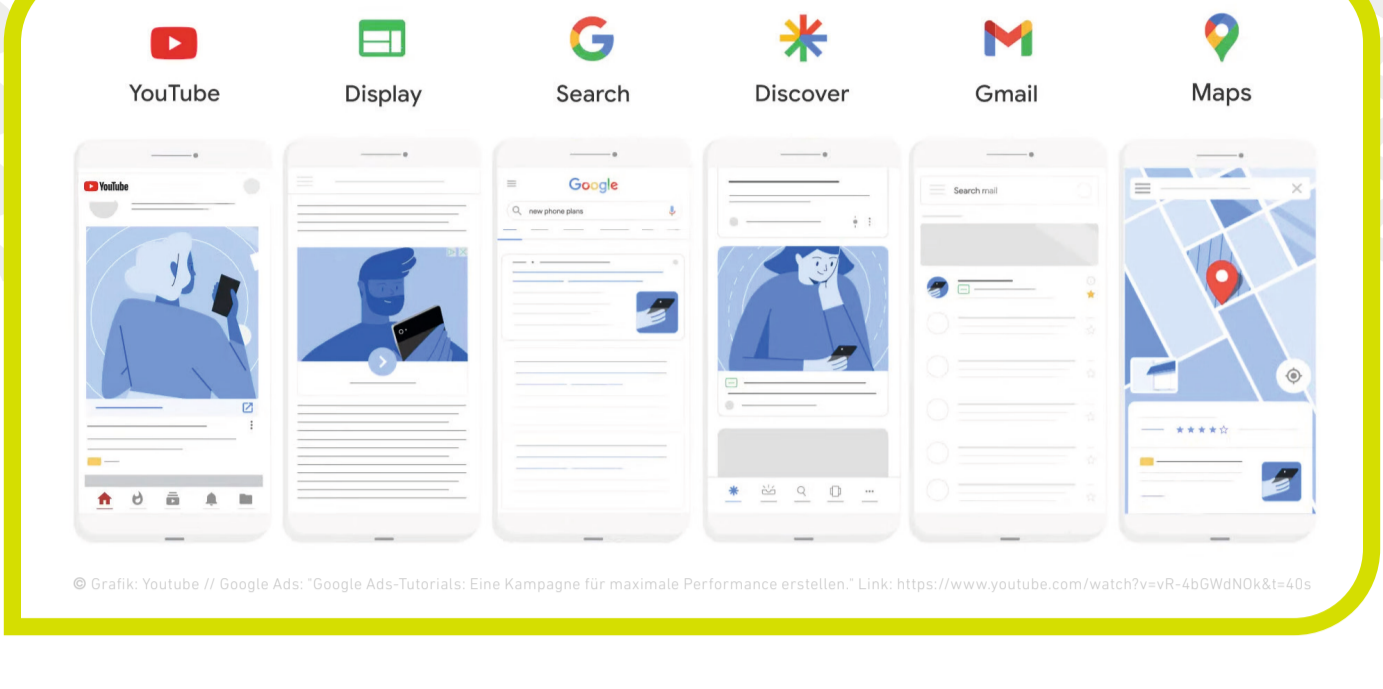 YouTube
Display
Search
Discover
Gmail
Maps
YouTube
Google
new phone plans
Search mail
© Grafik: Youtube // Google Ads: "Google Ads-Tutorials: Eine Kampagne für maximale Performance erstellen." Link: https://www.youtube.com/watch?v=vR-4bGWdNOk&t=40s